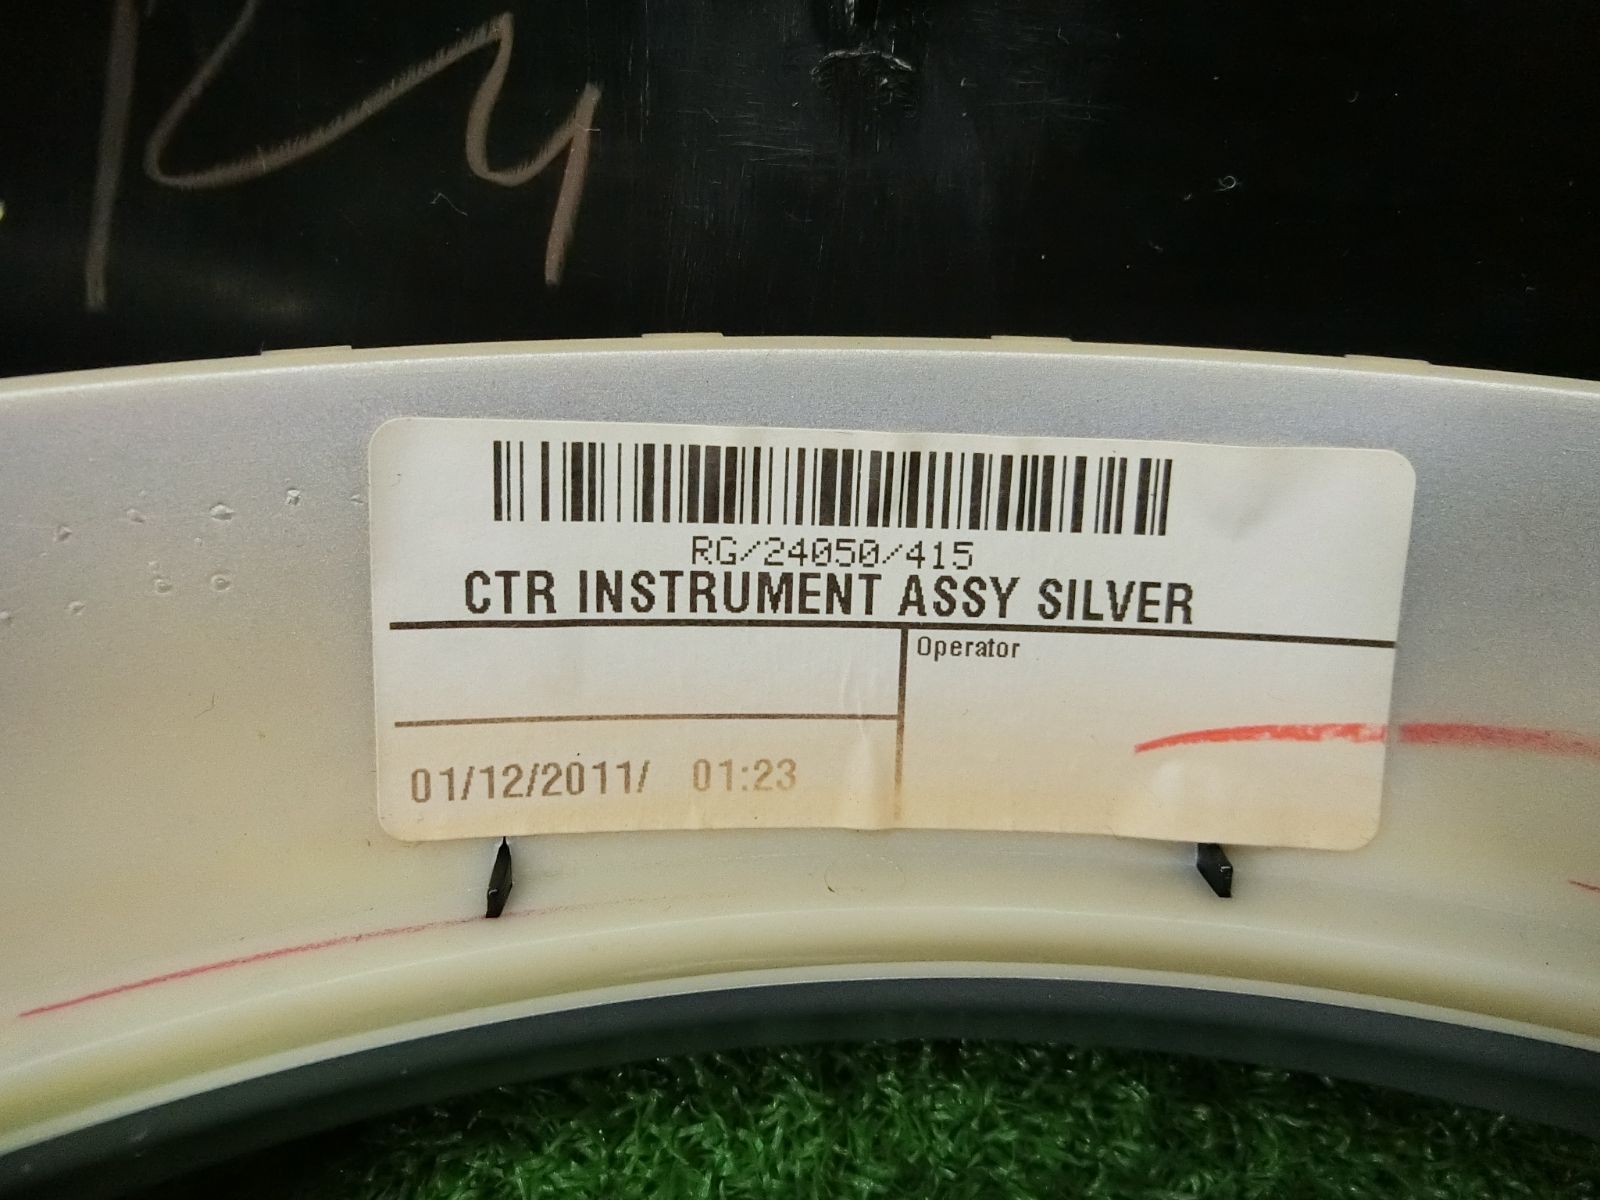 RG/24050/415
CTR INSTRUMENT ASSY SILVER
Operator
01/12/2011/ 01:23